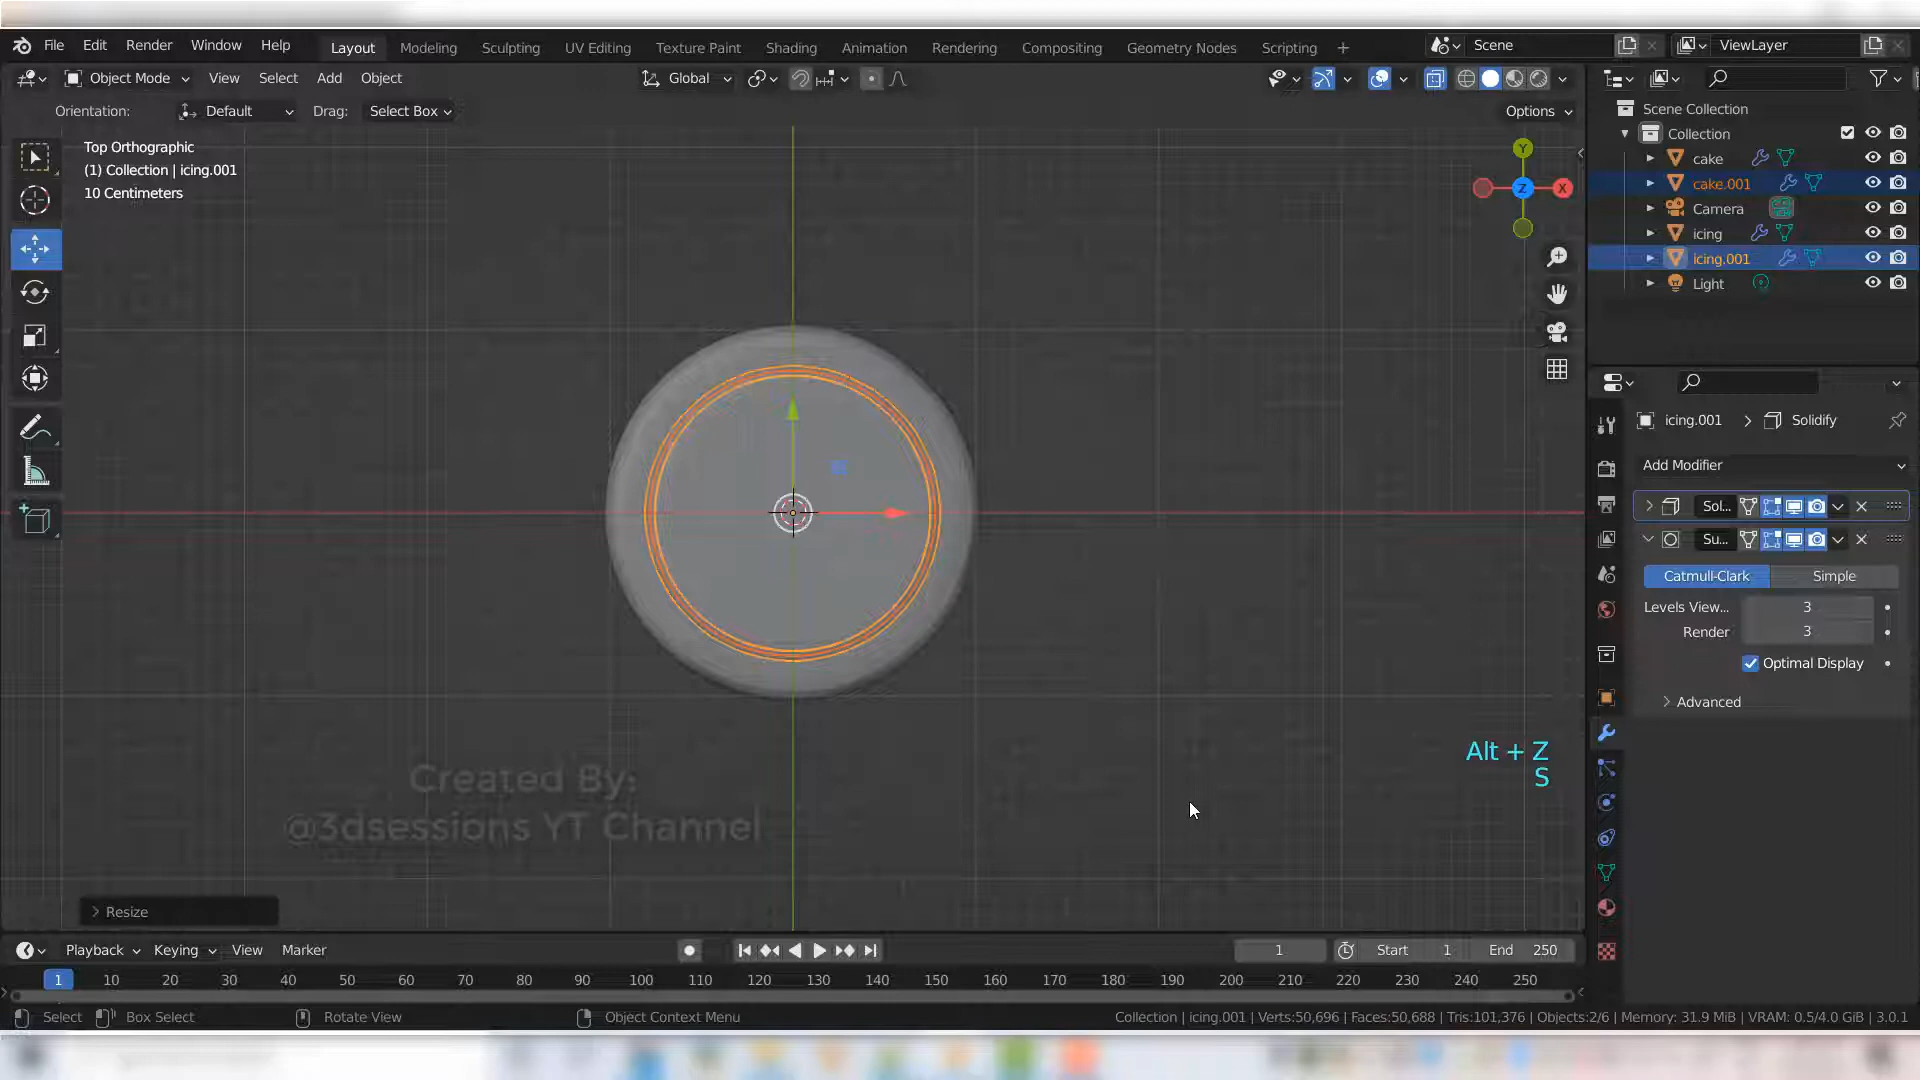 File Edit Render Window Help Layout Modeling Sculpting UV Editing Texture Paint Shading Animation Rendering Compositing Geometry Nodes Scripting + Scene ViewLayer
Object Mode View Select Add Object Global
Orientation: Default Drag: Select Box Options
Top Orthographic
(1) Collection | icing.001
10 Centimeters
Y
X
Z
Scene Collection
Collection
cake
cake.001
Camera
icing
icing.001
Light
icing.001 > Solidify
Add Modifier
Sol...
Su...
Catmull-Clark Simple
Levels View... 3
Render 3
Optimal Display
Advanced
Alt + Z
S
Created By:
@3dsessions YT Channel
Resize
Playback Keying View Marker 1 Start 1 End 250
1 10 20 30 40 50 60 70 80 90 100 110 120 130 140 150 160 170 180 190 200 210 220 230 240 250
Select Box Select Rotate View Object Context Menu Collection | icing.001 | Verts:50,696 | Faces:50,688 | Tris:101,376 | Objects:2/6 | Memory: 31.9 MiB | VRAM: 0.5/4.0 GiB | 3.0.1